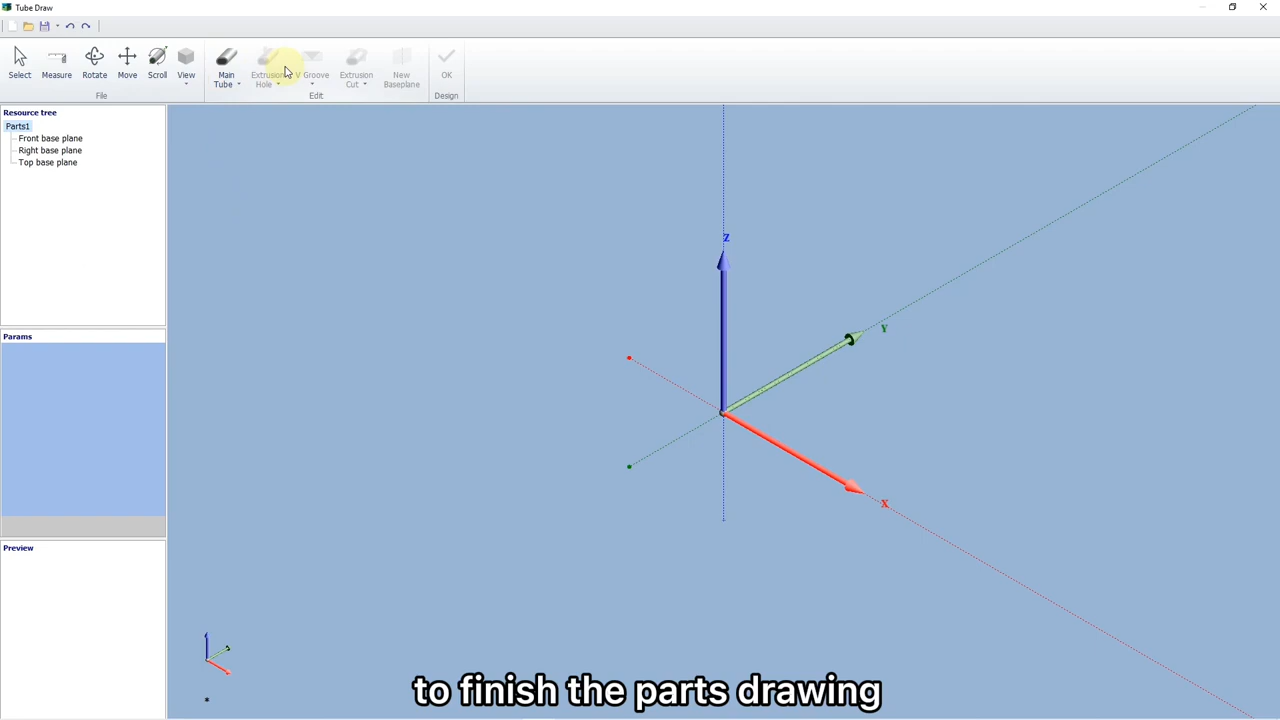 Tube Draw
Select
Measure
Rotate
Move
Scroll
View
Main
Tube
Extrusion
Hole
V Groove
Extrusion
Cut
New
Baseplane
OK
File
Edit
Design
Resource tree
Parts1
Front base plane
Right base plane
Top base plane
Params
Preview
Z
Y
X
to finish the parts drawing